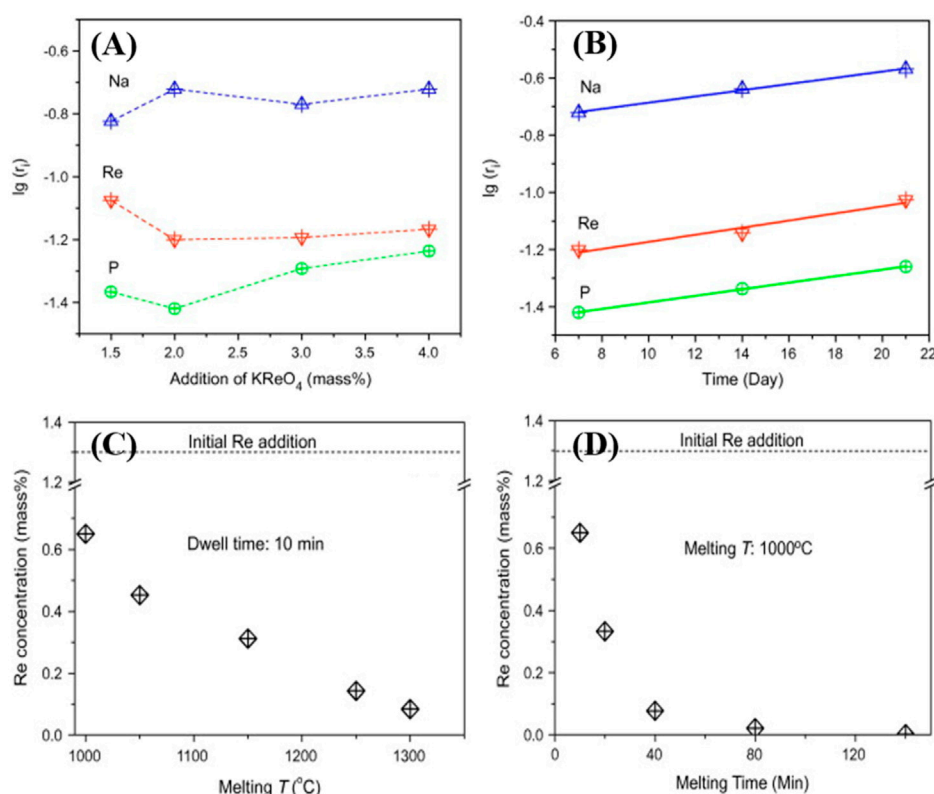 (A)
-0.6
-0.8
-1.0
-1.2
-1.4
lg (rᵢ)
Na
Re
P
1.5 2.0 2.5 3.0 3.5 4.0
Addition of KReO₄ (mass%)
(B)
-0.4
-0.6
-0.8
-1.0
-1.2
-1.4
lg (rᵢ)
Na
Re
P
6 8 10 12 14 16 18 20 22
Time (Day)
(C)
1.4
1.2
0.6
0.4
0.2
0.0
Re concentration (mass%)
Initial Re addition
Dwell time: 10 min
1000 1100 1200 1300
Melting T (°C)
(D)
1.4
1.2
0.6
0.4
0.2
0.0
Re concentration (mass%)
Initial Re addition
Melting T: 1000°C
0 40 80 120
Melting Time (Min)